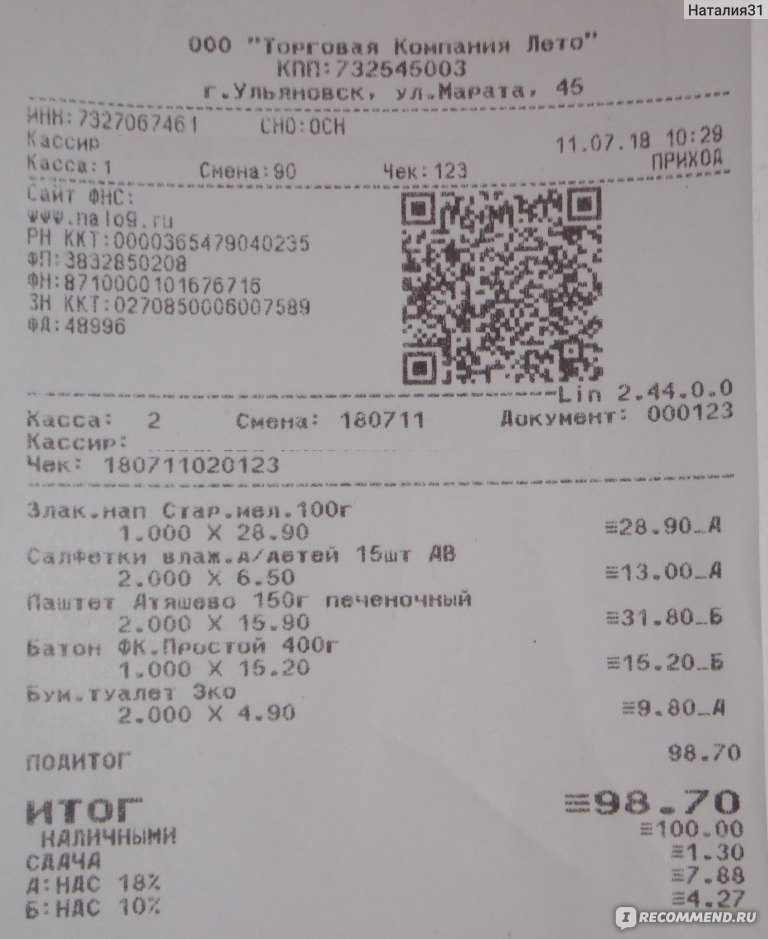 Наталия31
ООО "Торговая Компания Лето"
КПП:732545003
г.Ульяновск, ул.Марата, 45
ИНН:7327067461 СНО:ОСН
Кассир 11.07.18 10:29
Касса:1 Смена:90 Чек:123 ПРИХОД
Сайт ФНС:
www.nalog.ru
РН ККТ:0000365479040235
ФП:3832850208
ФН:8710000101676716
ЗН ККТ:0270850006007589
ФД:48996
Lin 2.44.0.0
Касса: 2 Смена: 180711 Документ: 000123
Кассир:
Чек: 180711020123
Злак.нап Стар.мел.100г
1.000 X 28.90 ≡28.90_А
Салфетки влаж.д/детей 15шт АВ
2.000 X 6.50 ≡13.00_А
Паштет Атяшево 150г печеночный
2.000 X 15.90 ≡31.80_Б
Батон ФК.Простой 400г
1.000 X 15.20 ≡15.20_Б
Бум.туалет Эко
2.000 X 4.90 ≡9.80_А
ПОДИТОГ 98.70
ИТОГ ≡98.70
НАЛИЧНЫМИ ≡100.00
СДАЧА ≡1.30
А:НДС 18% ≡7.88
Б:НДС 10% ≡4.27
IRECOMMEND.RU